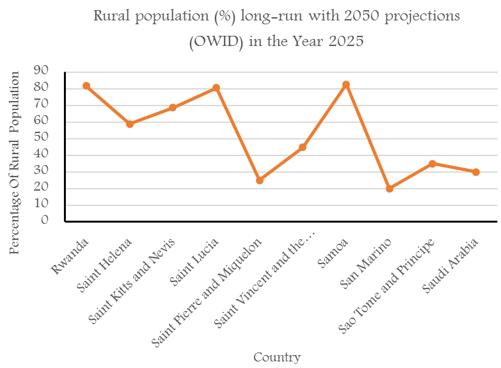 Rural population (%) long-run with 2050 projections
(OWID) in the Year 2025
Percentage Of Rural Population
90
80
70
60
50
40
30
20
10
0
Rwanda
Saint Helena
Saint Kitts and Nevis
Saint Lucia
Saint Pierre and Miquelon
Saint Vincent and the…
Samoa
San Marino
Sao Tome and Principe
Saudi Arabia
Country